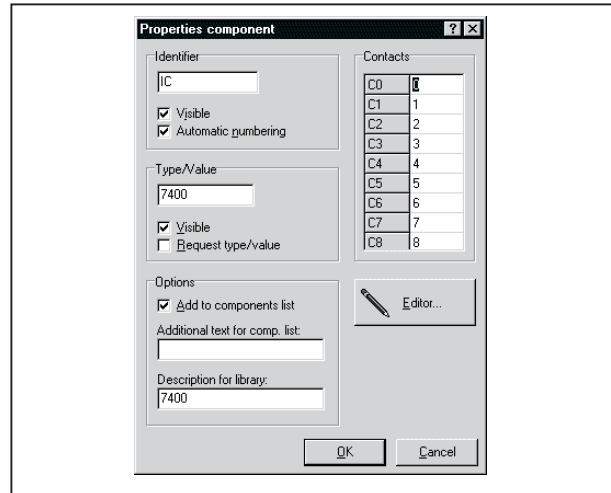 Properties component
Identifier
IC
Visible
Automatic numbering
Type/Value
7400
Visible
Request type/value
Options
Add to components list
Additional text for comp. list:
Description for library:
7400
Contacts
C0 0
C1 1
C2 2
C3 3
C4 4
C5 5
C6 6
C7 7
C8 8
Editor...
OK
Cancel